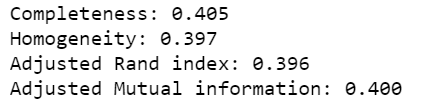 Completeness: 0.405
Homogeneity: 0.397
Adjusted Rand index: 0.396
Adjusted Mutual information: 0.400